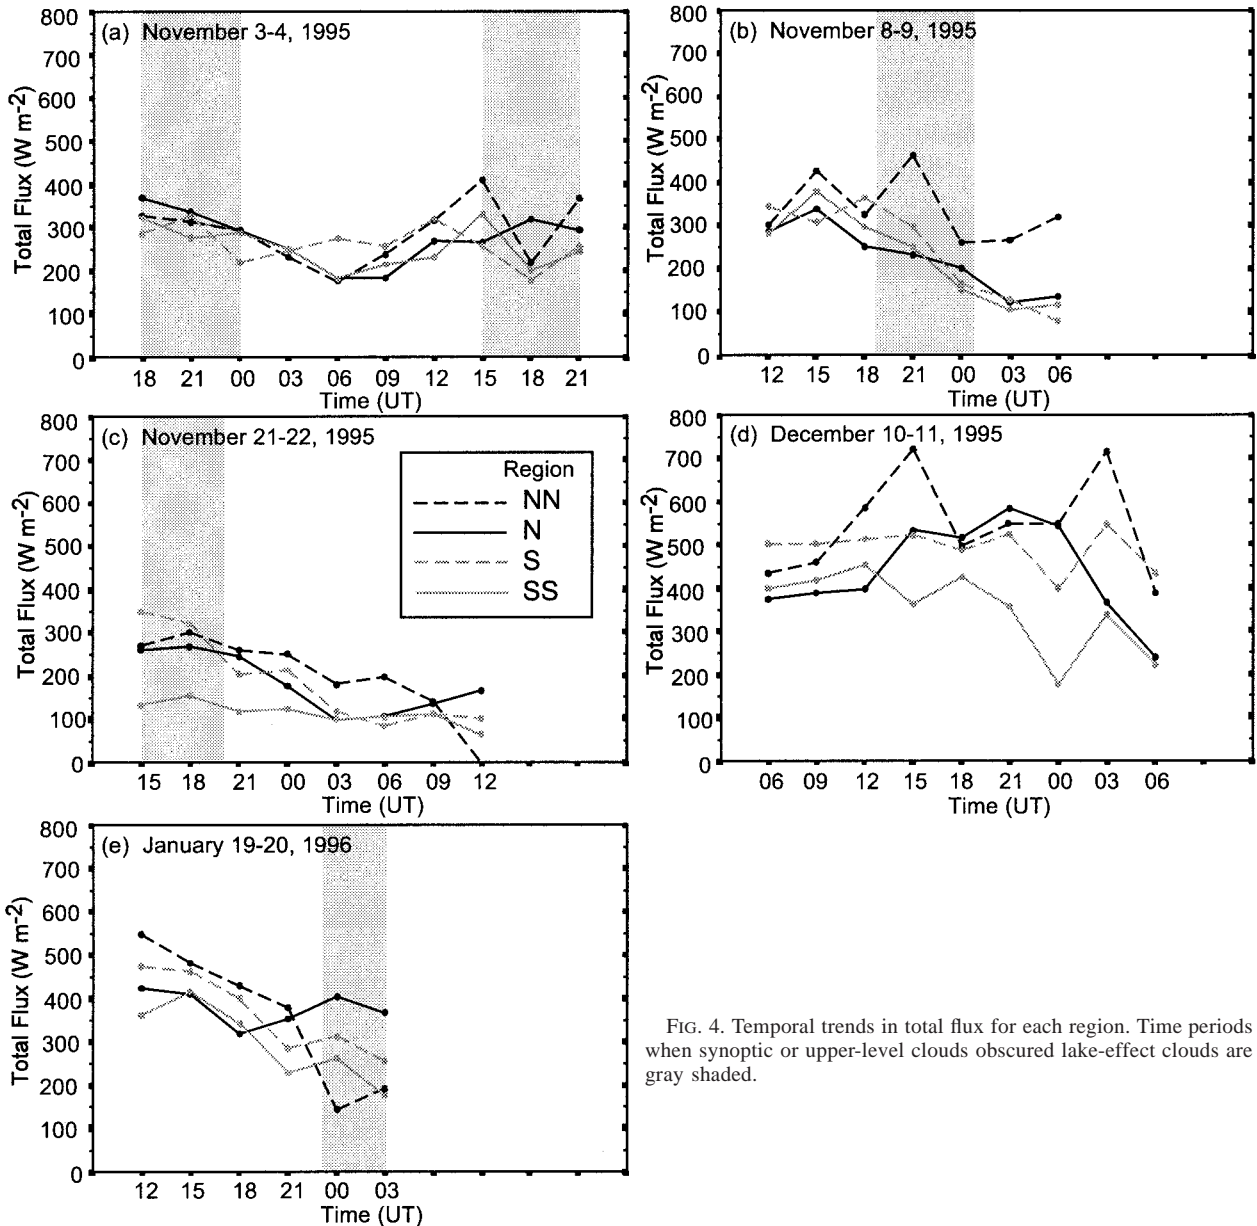 (a) November 3-4, 1995
800
700
600
500
400
300
200
100
0
Total Flux (W m-2)
18 21 00 03 06 09 12 15 18 21
Time (UT)
(b) November 8-9, 1995
800
700
600
500
400
300
200
100
0
Total Flux (W m-2)
12 15 18 21 00 03 06
Time (UT)
(c) November 21-22, 1995
800
700
600
500
400
300
200
100
0
Total Flux (W m-2)
Region
NN
N
S
SS
15 18 21 00 03 06 09 12
Time (UT)
(d) December 10-11, 1995
800
700
600
500
400
300
200
100
0
Total Flux (W m-2)
06 09 12 15 18 21 00 03 06
Time (UT)
(e) January 19-20, 1996
800
700
600
500
400
300
200
100
0
Total Flux (W m-2)
12 15 18 21 00 03
Time (UT)
FIG. 4. Temporal trends in total flux for each region. Time periods
when synoptic or upper-level clouds obscured lake-effect clouds are
gray shaded.